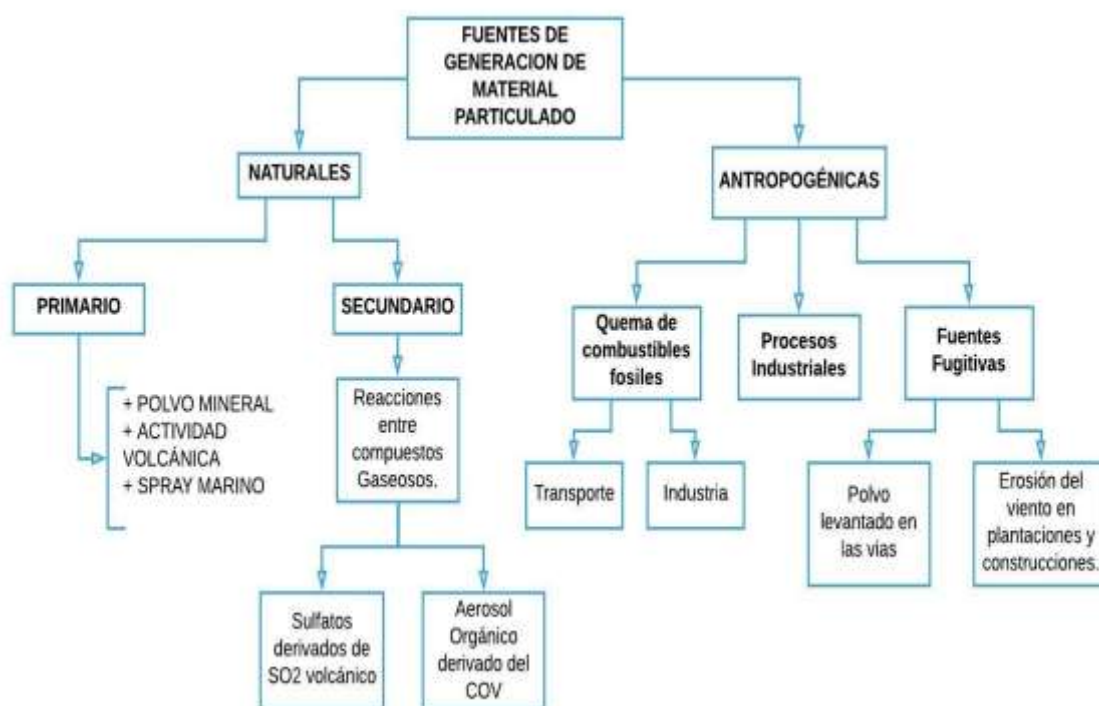 FUENTES DE
GENERACION DE
MATERIAL
PARTICULADO
NATURALES
ANTROPOGÉNICAS
PRIMARIO
SECUNDARIO
Quema de
combustibles
fosiles
Procesos
Industriales
Fuentes
Fugitivas
+ POLVO MINERAL
+ ACTIVIDAD
VOLCÁNICA
+ SPRAY MARINO
Reacciones
entre
compuestos
Gaseosos.
Transporte
Industria
Polvo
levantado en
las vías
Erosión del
viento en
plantaciones y
construcciones.
Sulfatos
derivados de
SO2 volcánico
Aerosol
Orgánico
derivado del
COV